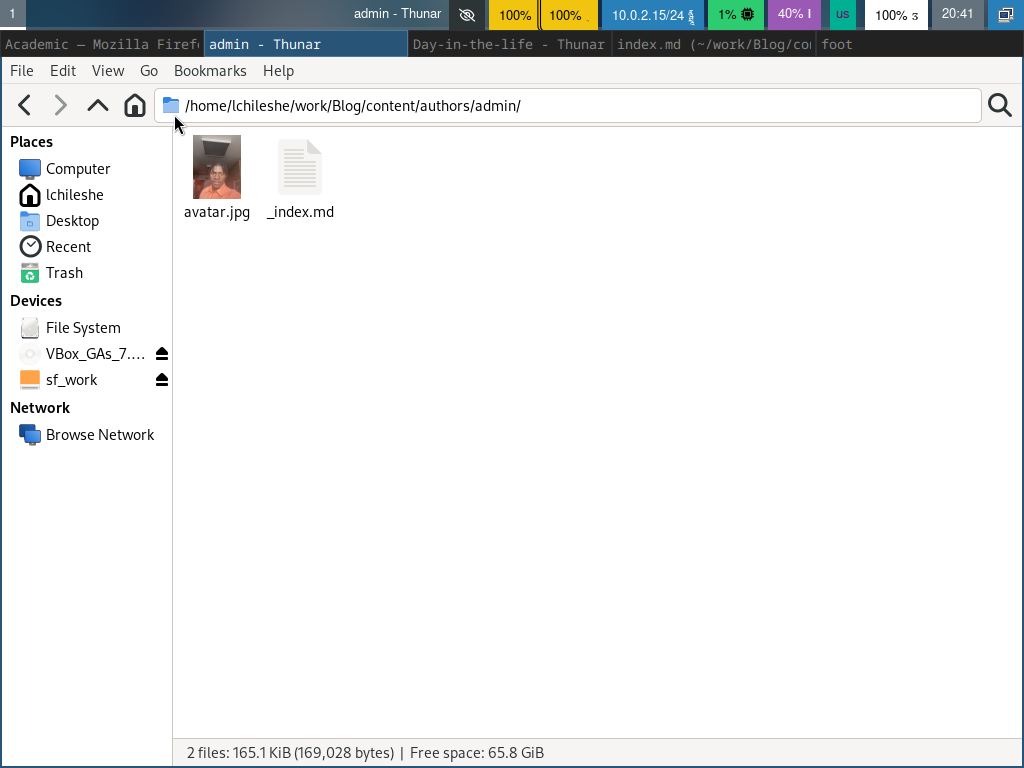 1 admin - Thunar 100% 100% 10.0.2.15/24 1% 40% us 100% 20:41
Academic — Mozilla Firef admin - Thunar Day-in-the-life - Thunar index.md (~/work/Blog/co foot
File Edit View Go Bookmarks Help
/home/lchileshe/work/Blog/content/authors/admin/
Places
Computer
lchileshe
Desktop
Recent
Trash
Devices
File System
VBox_GAs_7....
sf_work
Network
Browse Network
avatar.jpg _index.md
2 files: 165.1 KiB (169,028 bytes) | Free space: 65.8 GiB